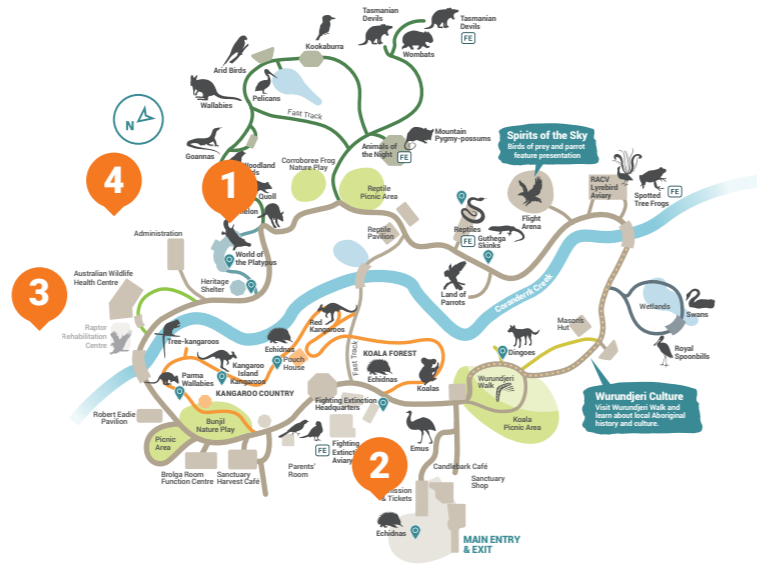 Tasmanian
Devils
Tasmanian
Devils
FE
Wombats
Kookaburra
Arid Birds
Pelicans
Wallabies
Fast Track
N
Goannas
Mountain
Pygmy-possums
Animals of
the Night
FE
Spirits of the Sky
Birds of prey and parrot
feature presentation
Corroboree Frog
Nature Play
Quoll
Reptile
Picnic Area
RACV
Lyrebird
Aviary
Spotted
Tree Frogs
FE
4
1
Flight
Arena
Reptiles
FE
Guthega
Skinks
Reptile
Pavilion
Administration
World of
the Platypus
Heritage
Shelter
Australian Wildlife
Health Centre
Land of
Parrots
Coranderrk Creek
Wetlands
Swans
3
Raptor
Rehabilitation
Centre
Tree-kangaroos
Red
Kangaroos
Echidnas
Pouch
House
Kangaroo
Island
Kangaroos
Parma
Wallabies
KANGAROO COUNTRY
Fast Track
KOALA FOREST
Echidnas
Koalas
Masons
Hut
Dingoes
Royal
Spoonbills
Wurundjeri
Walk
Wurundjeri Culture
Visit Wurundjeri Walk and
learn about local Aboriginal
history and culture.
Koala
Picnic Area
Fighting Extinction
Headquarters
Robert Eadie
Pavilion
Bunjil
Nature Play
Picnic
Area
Emus
FE
Fighting
Aviary
2
Parents'
Room
Brolga Room
Function Centre
Sanctuary
Harvest Café
Candlebark Café
Sanctuary
Shop
& Tickets
Echidnas
MAIN ENTRY
& EXIT